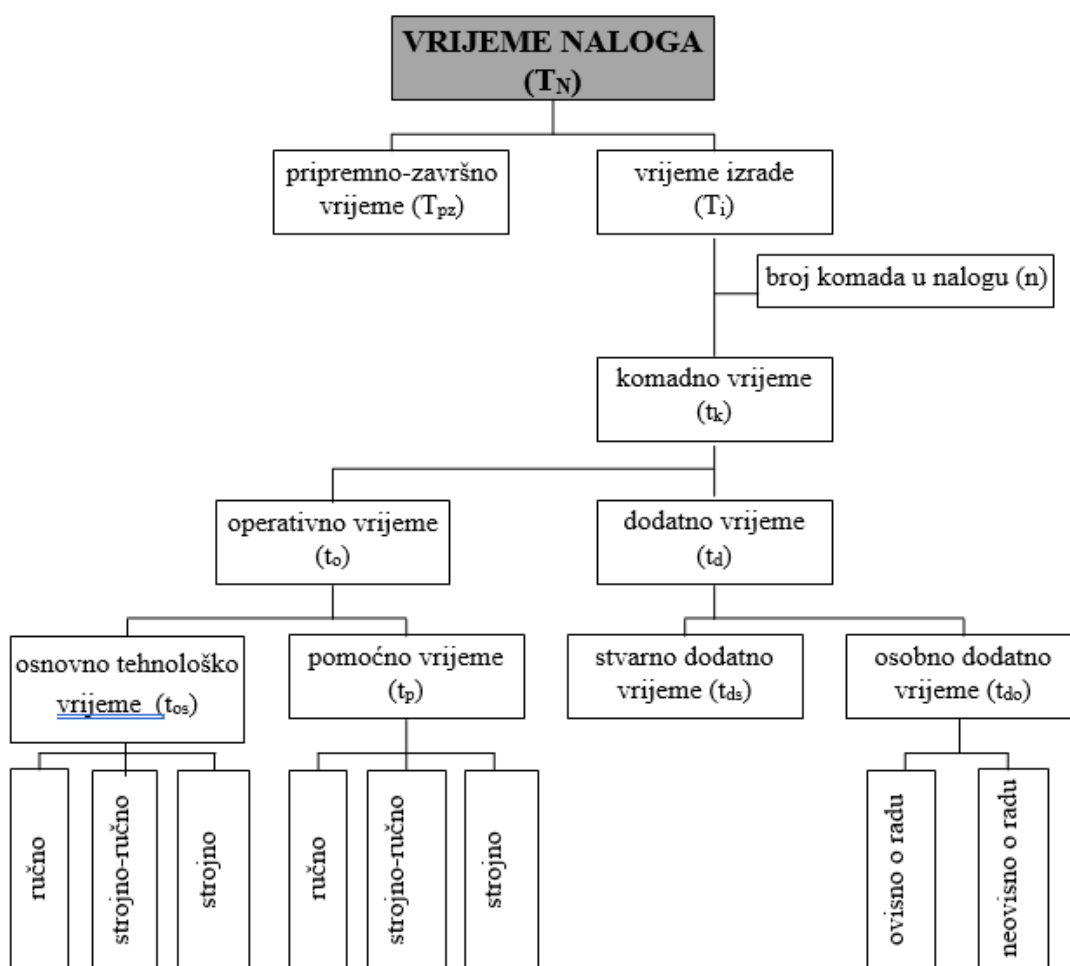 VRIJEME NALOGA
(TN)
pripremno-završno
vrijeme (Tpz)
vrijeme izrade
(Ti)
broj komada u nalogu (n)
komadno vrijeme
(tk)
operativno vrijeme
(to)
dodatno vrijeme
(td)
osnovno tehnološko
vrijeme (tos)
pomoćno vrijeme
(tp)
stvarno dodatno
vrijeme (tds)
osobno dodatno
vrijeme (tdo)
ručno
strojno-ručno
strojno
ručno
strojno-ručno
strojno
ovisno o radu
neovisno o radu